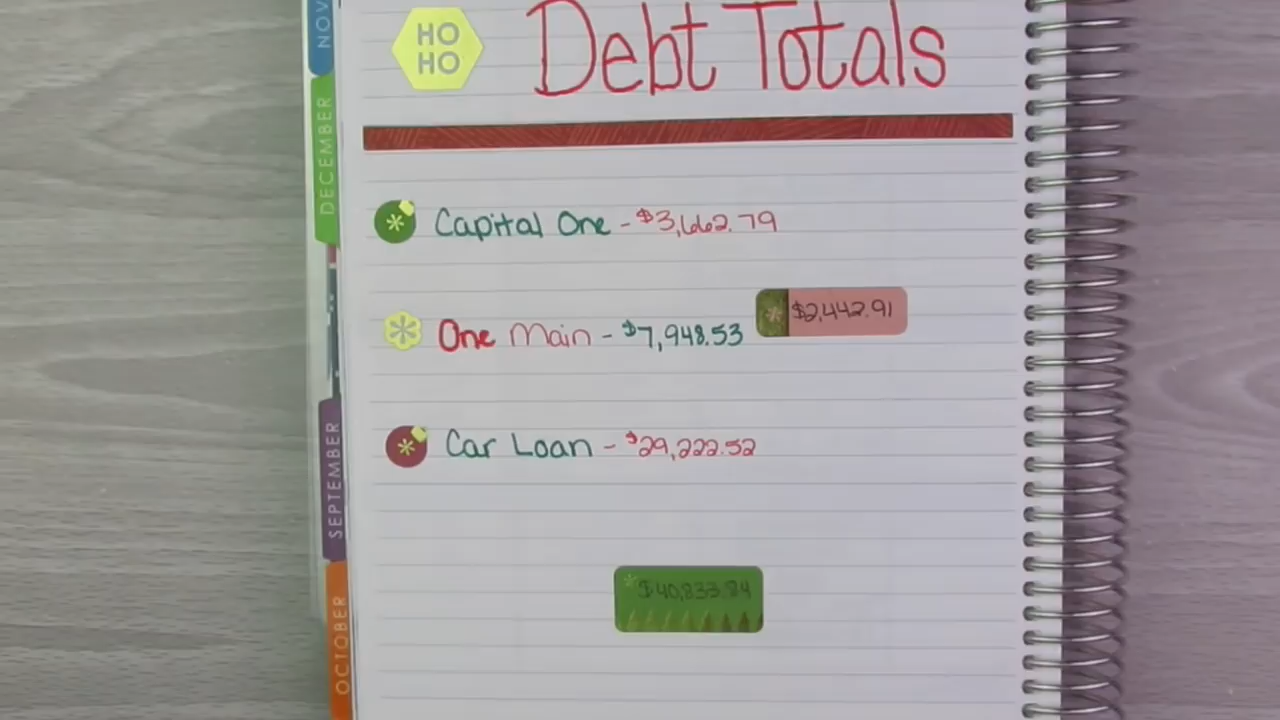 NOV
HO
HO
Debt Totals
DECEMBER
Capital One - $3,662.79
$2,442.91
One Main - $7,948.53
SEPTEMBER
Car Loan - $29,222.52
$40,833.84
OCTOBER